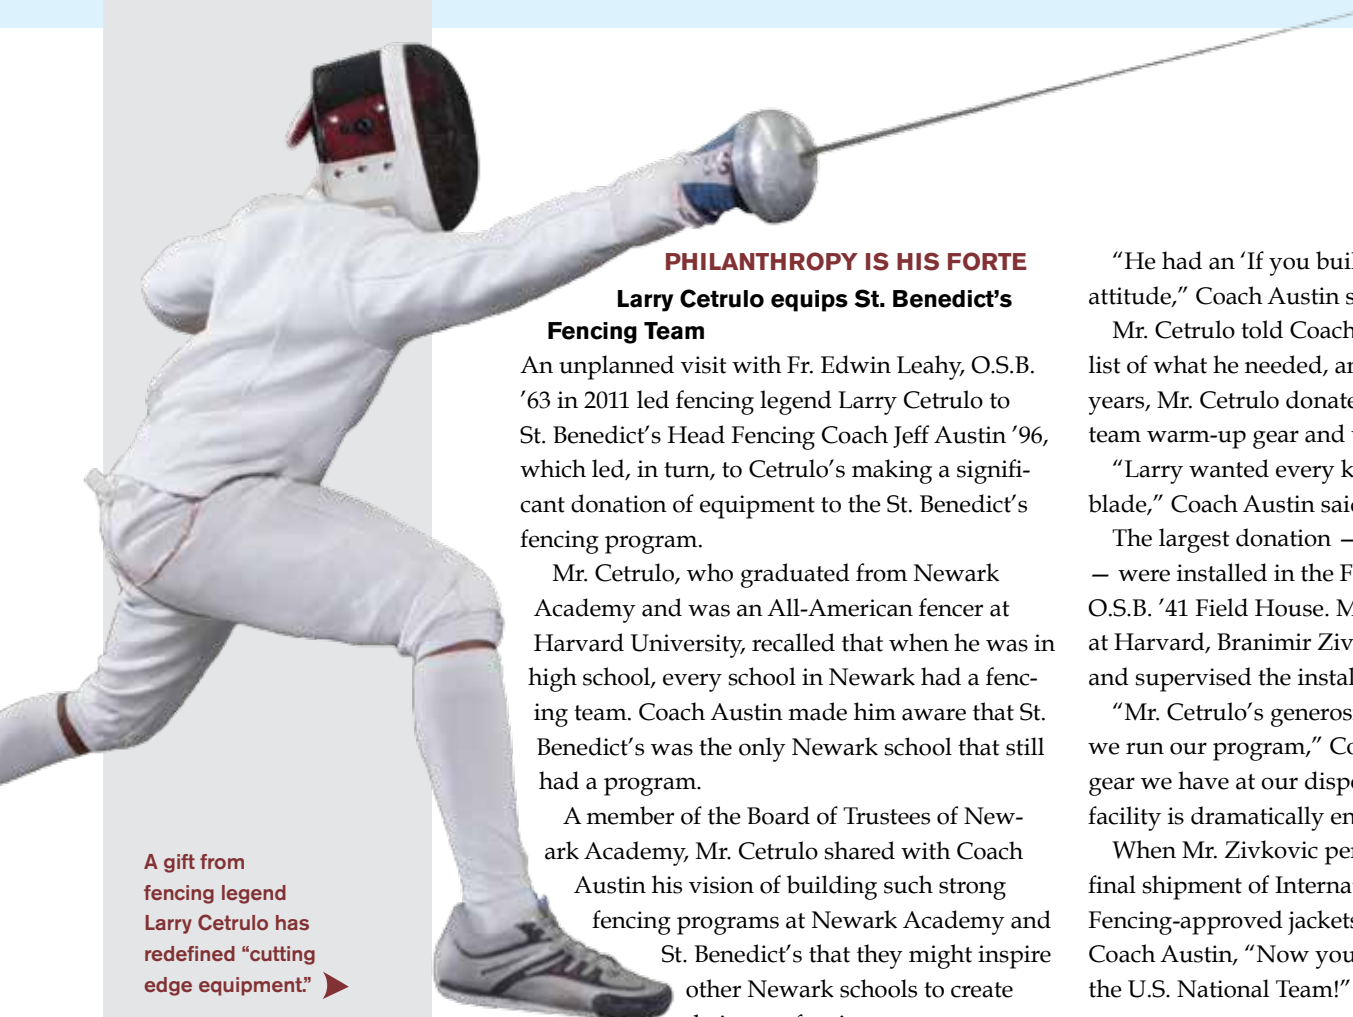 PHILANTHROPY IS HIS FORTE
Larry Cetrulo equips St. Benedict’s
Fencing Team
An unplanned visit with Fr. Edwin Leahy, O.S.B.
’63 in 2011 led fencing legend Larry Cetrulo to
St. Benedict’s Head Fencing Coach Jeff Austin ’96,
which led, in turn, to Cetrulo’s making a signifi-
cant donation of equipment to the St. Benedict’s
fencing program.
Mr. Cetrulo, who graduated from Newark
Academy and was an All-American fencer at
Harvard University, recalled that when he was in
high school, every school in Newark had a fenc-
ing team. Coach Austin made him aware that St.
Benedict’s was the only Newark school that still
had a program.
A member of the Board of Trustees of New-
ark Academy, Mr. Cetrulo shared with Coach
Austin his vision of building such strong
fencing programs at Newark Academy and
St. Benedict’s that they might inspire
other Newark schools to create
“He had an ‘If you
attitude,” Coach Austin
Mr. Cetrulo told Coach
list of what he needed,
years, Mr. Cetrulo
team warm-up gear and
“Larry wanted every
blade,” Coach Austin
The largest donation —
— were installed in the
O.S.B. ’41 Field House.
at Harvard, Branimir
and supervised the
“Mr. Cetrulo’s
we run our program,”
gear we have at our
facility is dramatically
When Mr. Zivkovic
final shipment of
Fencing-approved jackets
Coach Austin, “Now you
the U.S. National Team!”
A gift from
fencing legend
Larry Cetrulo has
redefined “cutting
edge equipment.”